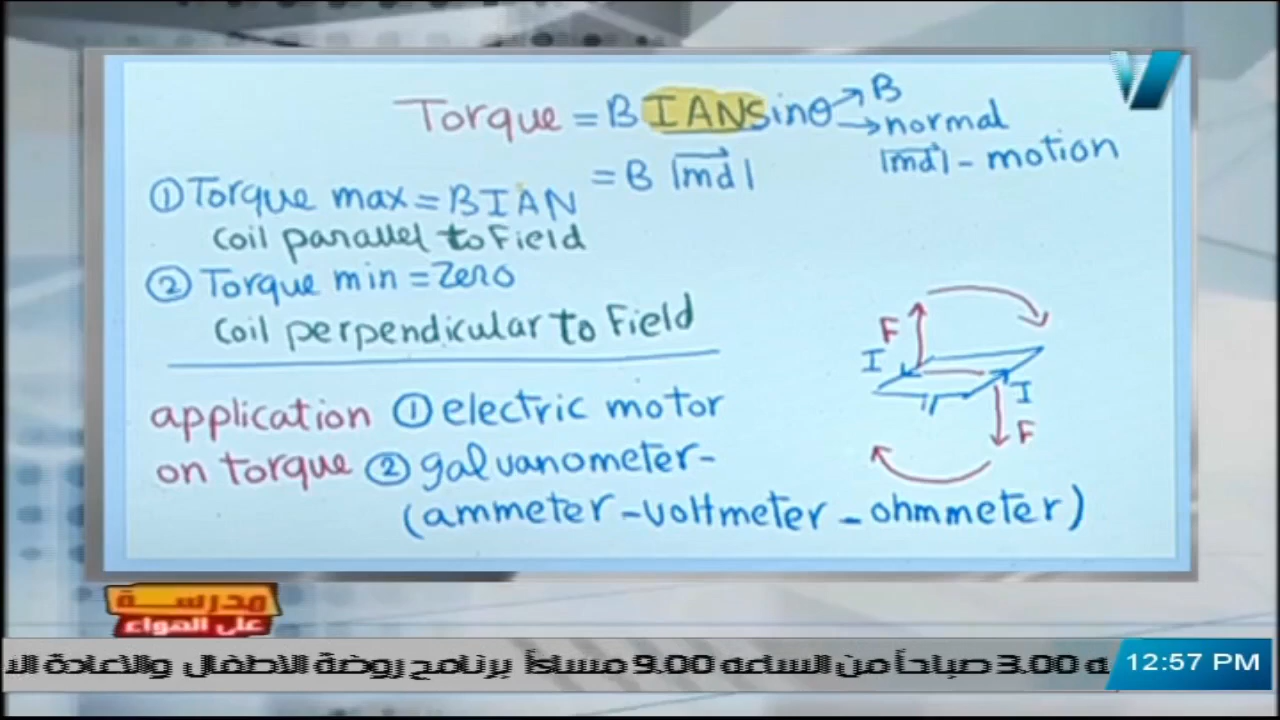 Torque = BIANSinθ → B
→ normal
|md| - motion
= B |md|
① Torque max = BIAN
Coil parallel to Field
② Torque min = Zero
Coil perpendicular to Field
application ① electric motor
on torque ② galvanometer-
(ammeter - voltmeter - ohmmeter)
F
I
I
F
مدرسة
على الهواء
3.00 صباحاً من الساعه 9.00 مساءاً برنامج روضة الاطفال والاعادة
12:57 PM